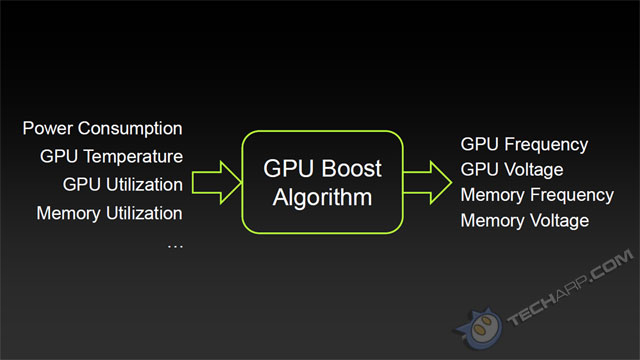 Power Consumption
GPU Temperature
GPU Utilization
Memory Utilization
...
GPU Boost
Algorithm
GPU Frequency
GPU Voltage
Memory Frequency
Memory Voltage
TECHARP.COM